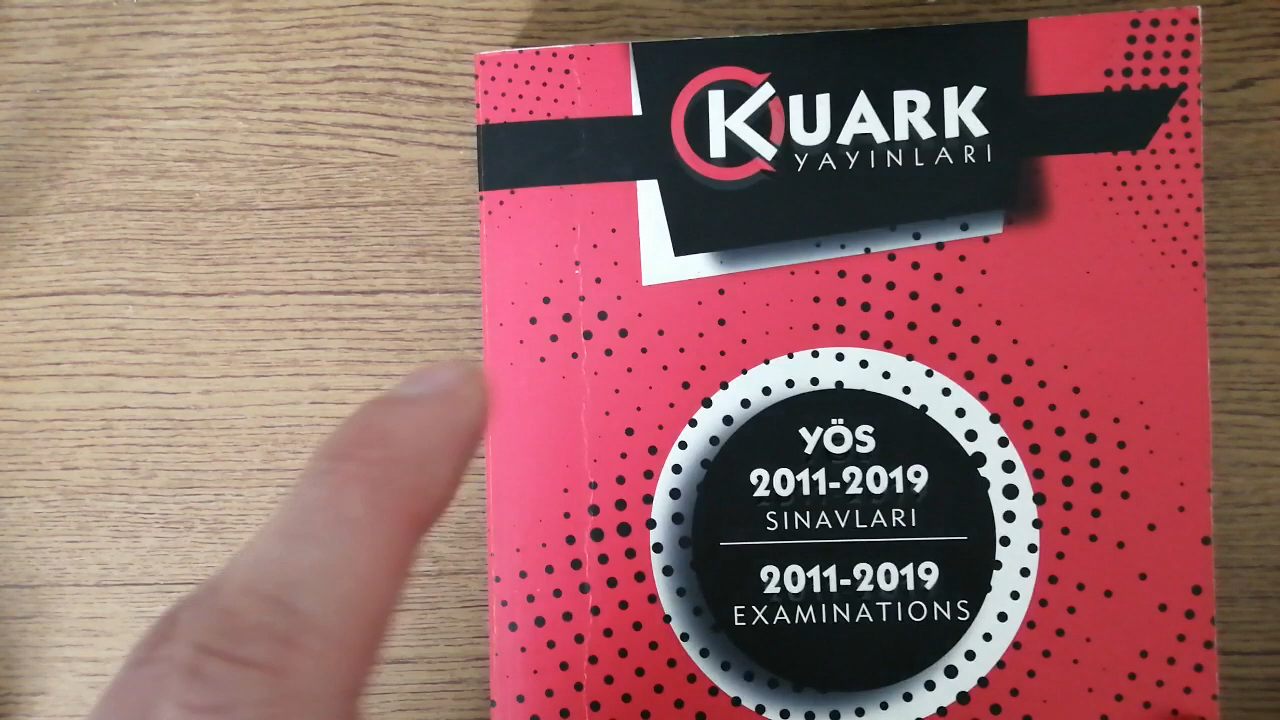 KUARK
YAYINLARI
YÖS
2011-2019
SINAVLARI
2011-2019
EXAMINATIONS